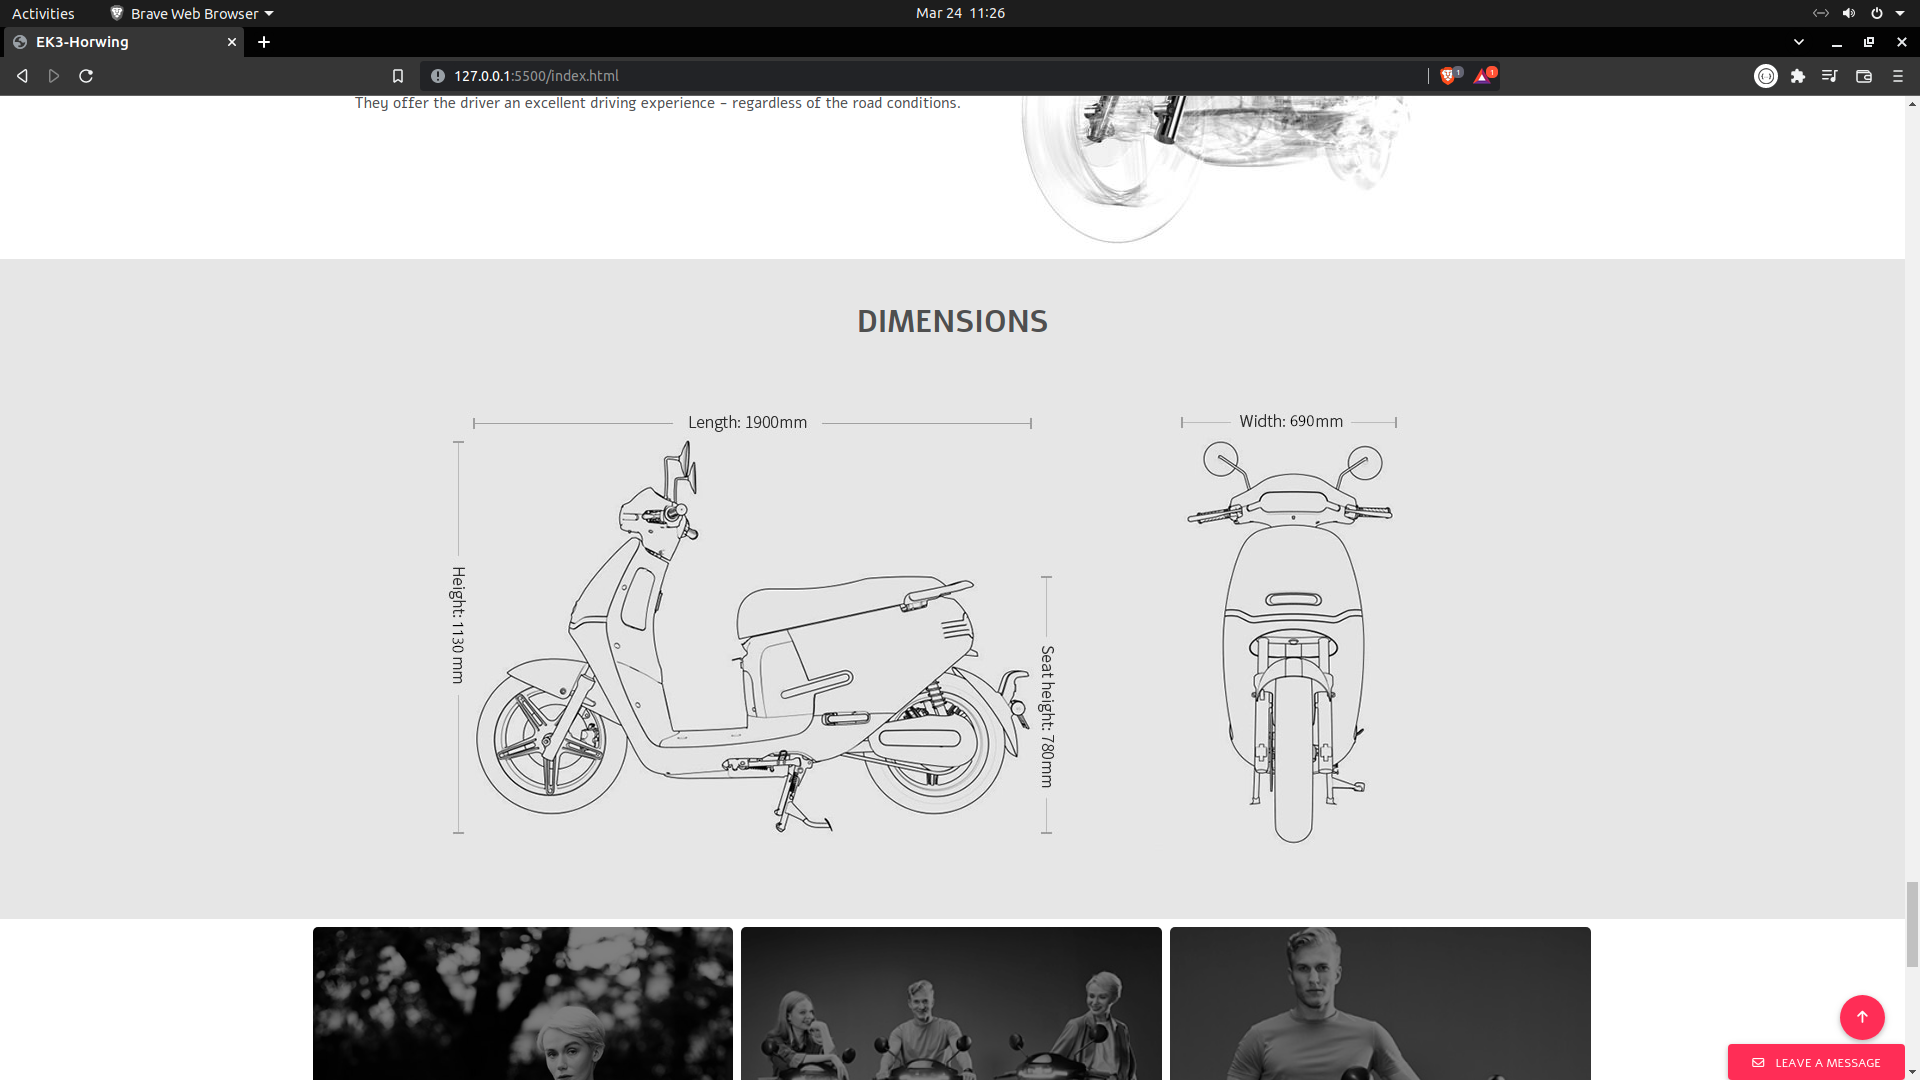 Activities
Brave Web Browser
Mar 24 11:26
EK3-Horwing
127.0.0.1:5500/index.html
1
1
They offer the driver an excellent driving experience – regardless of the road conditions.
DIMENSIONS
Length: 1900mm
Width: 690mm
Height: 1130 mm
Seat height: 780mm
LEAVE A MESSAGE